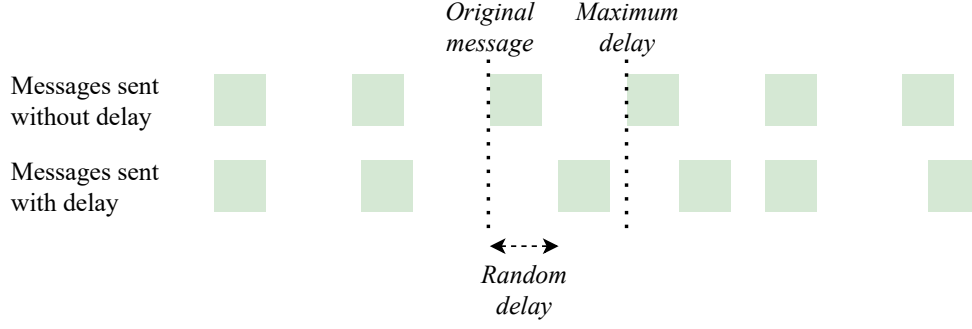 Original
message
Maximum
delay
Messages sent
without delay
Messages sent
with delay
Random
delay